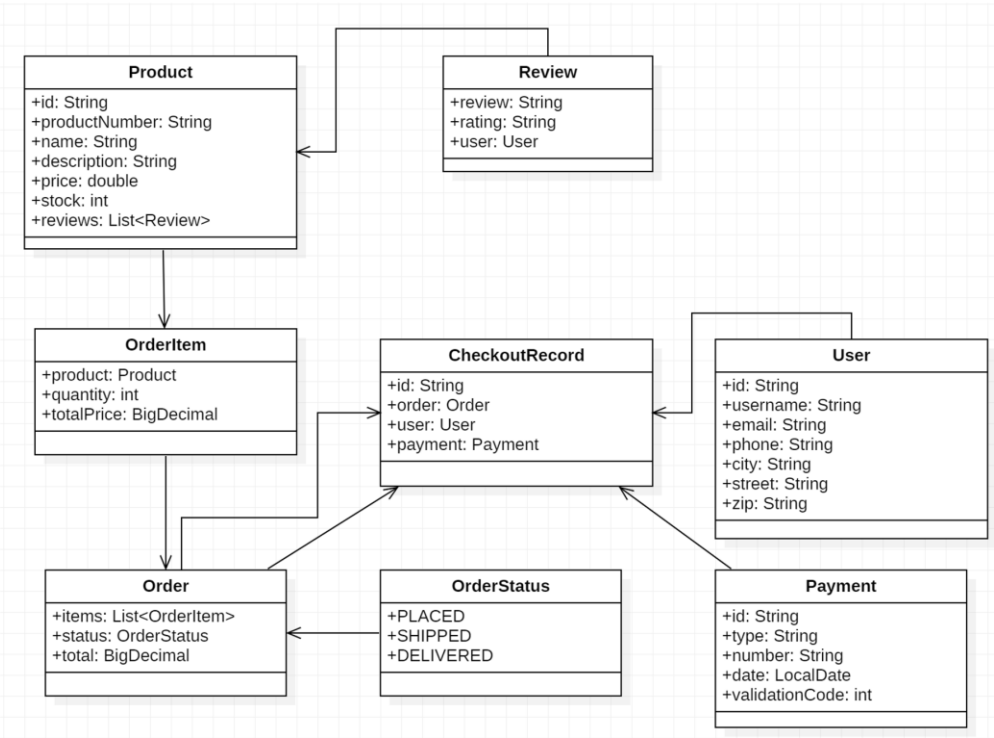 Product
+id: String
+productNumber: String
+name: String
+description: String
+price: double
+stock: int
+reviews: List<Review>
Review
+review: String
+rating: String
+user: User
OrderItem
+product: Product
+quantity: int
+totalPrice: BigDecimal
CheckoutRecord
+id: String
+order: Order
+user: User
+payment: Payment
User
+id: String
+username: String
+email: String
+phone: String
+city: String
+street: String
+zip: String
Order
+items: List<OrderItem>
+status: OrderStatus
+total: BigDecimal
OrderStatus
+PLACED
+SHIPPED
+DELIVERED
Payment
+id: String
+type: String
+number: String
+date: LocalDate
+validationCode: int